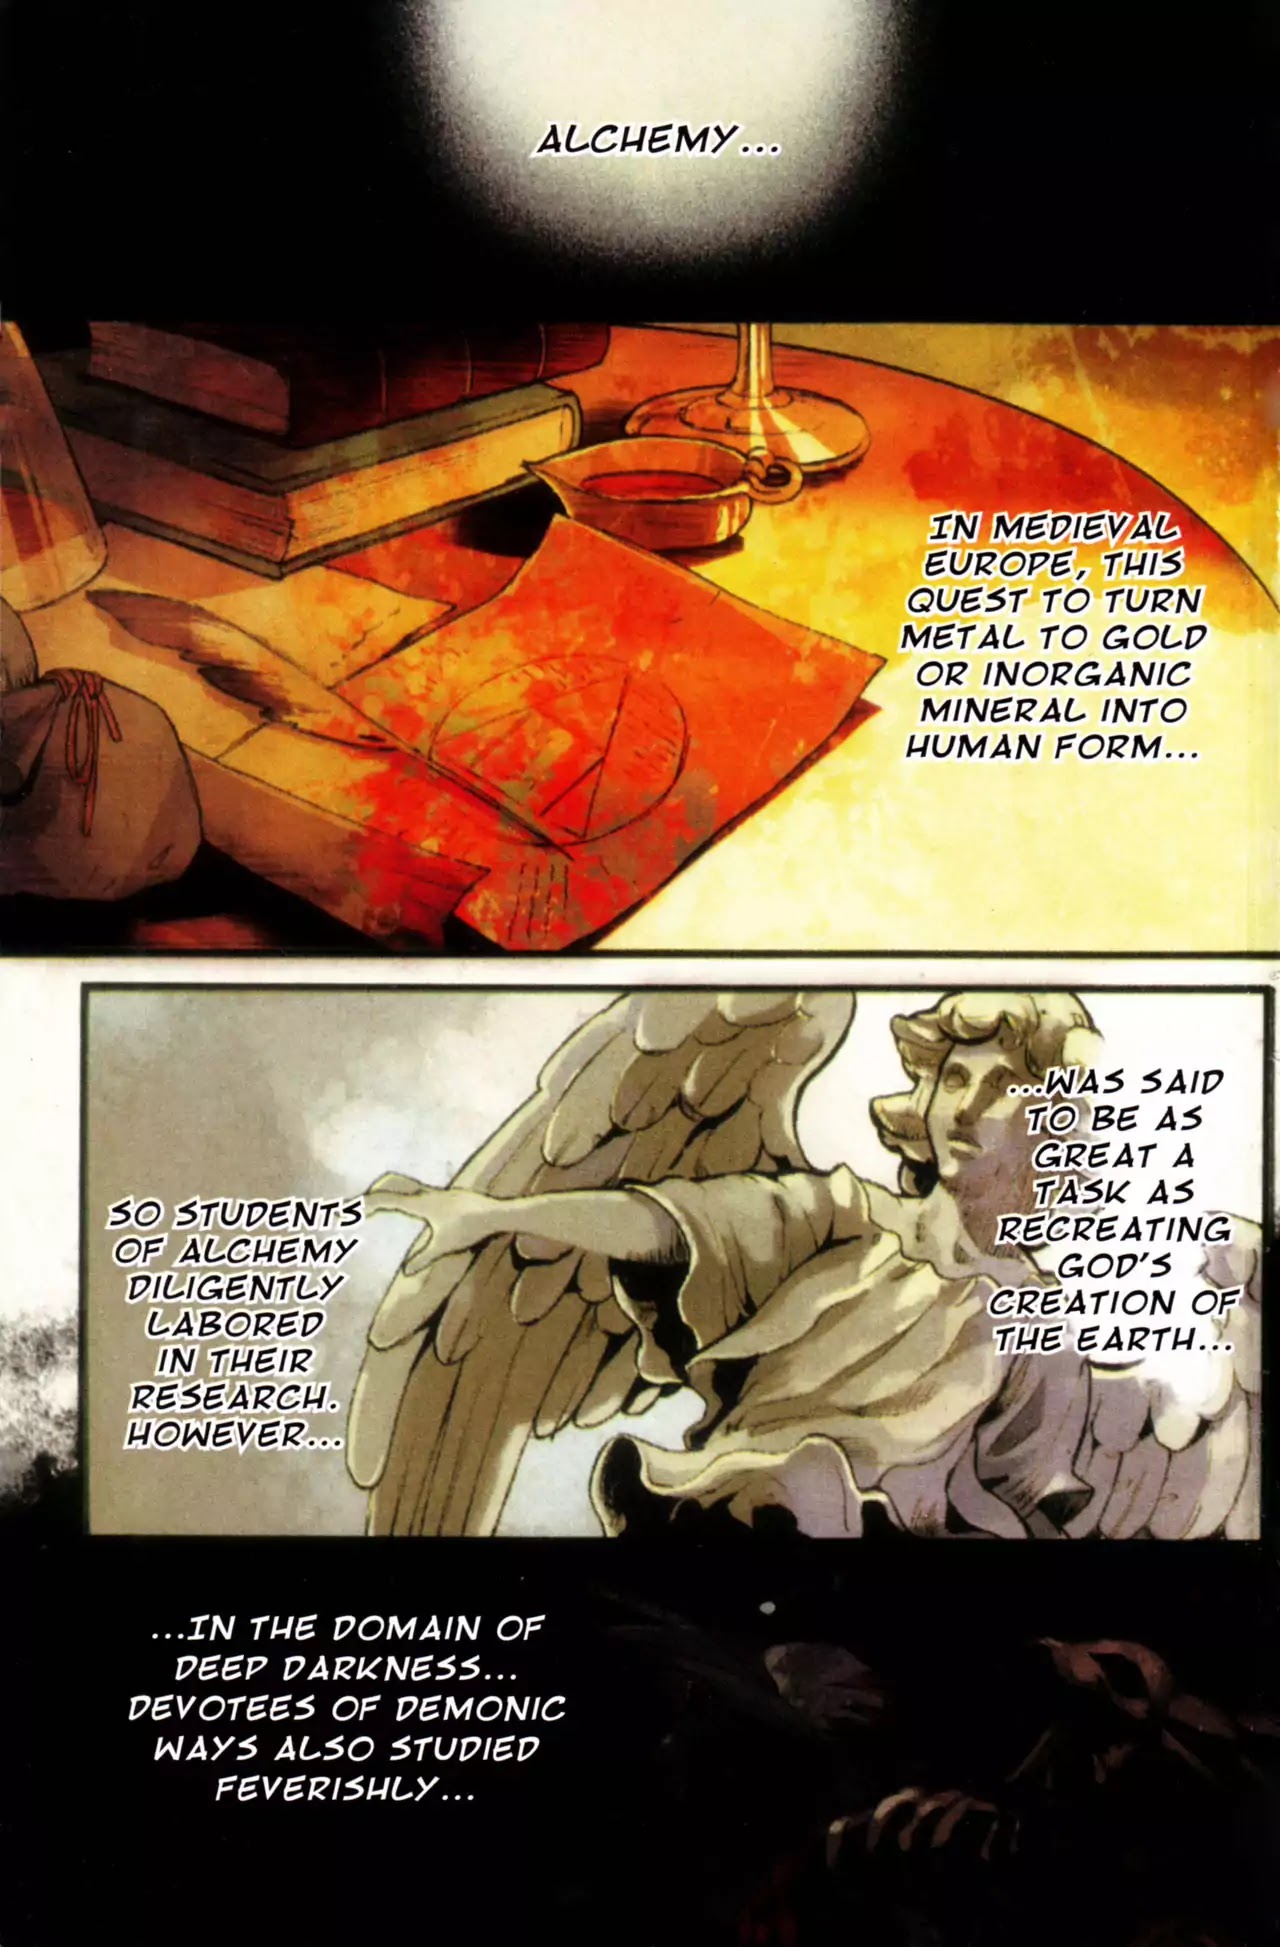 ALCHEMY...
IN MEDIEVAL
EUROPE, THIS
QUEST TO TURN
METAL TO GOLD
OR INORGANIC
MINERAL INTO
HUMAN FORM...
...WAS SAID
TO BE AS
GREAT A
TASK AS
RECREATING
GOD'S
CREATION OF
THE EARTH...
SO STUDENTS
OF ALCHEMY
DILIGENTLY
LABORED
IN THEIR
RESEARCH.
HOWEVER...
...IN THE DOMAIN OF
DEEP DARKNESS...
DEVOTEES OF DEMONIC
WAYS ALSO STUDIED
FEVERISHLY...